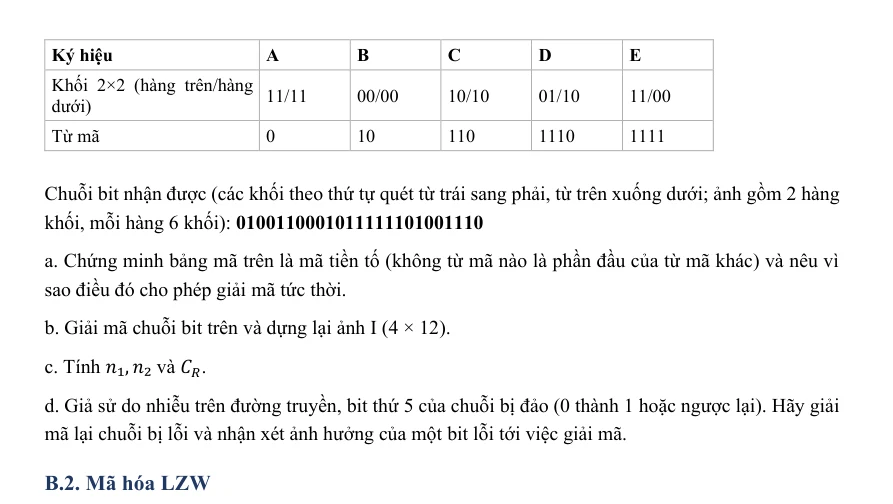 Ký hiệu A B C D E
Khối 2×2 (hàng trên/hàng dưới) 11/11 00/00 10/10 01/10 11/00
Từ mã 0 10 110 1110 1111
Chuỗi bit nhận được (các khối theo thứ tự quét từ trái sang phải, từ trên xuống dưới; ảnh gồm 2 hàng
khối, mỗi hàng 6 khối): 0100110001011111101001110
a. Chứng minh bảng mã trên là mã tiền tố (không từ mã nào là phần đầu của từ mã khác) và nêu vì
sao điều đó cho phép giải mã tức thời.
b. Giải mã chuỗi bit trên và dựng lại ảnh I (4 × 12).
c. Tính n₁, n₂ và C_R.
d. Giả sử do nhiễu trên đường truyền, bit thứ 5 của chuỗi bị đảo (0 thành 1 hoặc ngược lại). Hãy giải
mã lại chuỗi bị lỗi và nhận xét ảnh hưởng của một bit lỗi tới việc giải mã.
B.2. Mã hóa LZW